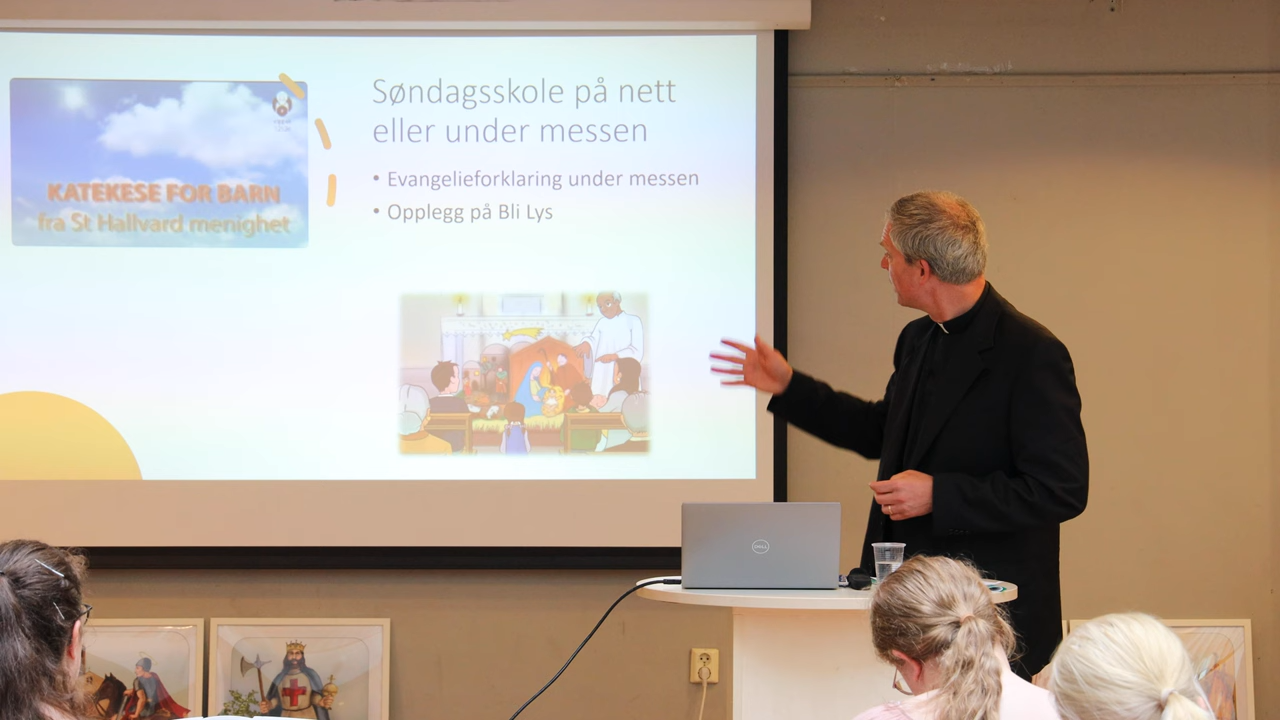 KATEKESE FOR BARN
fra St Hallvard menighet
Søndagsskole på nett
eller under messen
• Evangelieforklaring under messen
• Opplegg på Bli Lys
DELL